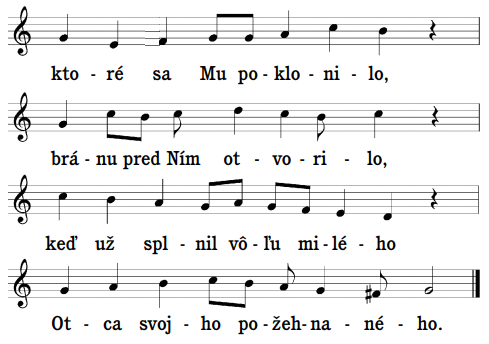 kto - ré sa Mu po - klo - ni - lo,
brá - nu pred Ním ot - vo - ri - lo,
keď už spl - nil vô - ľu mi - lé - ho
Ot - ca svoj - ho po - žeh - na - né - ho.